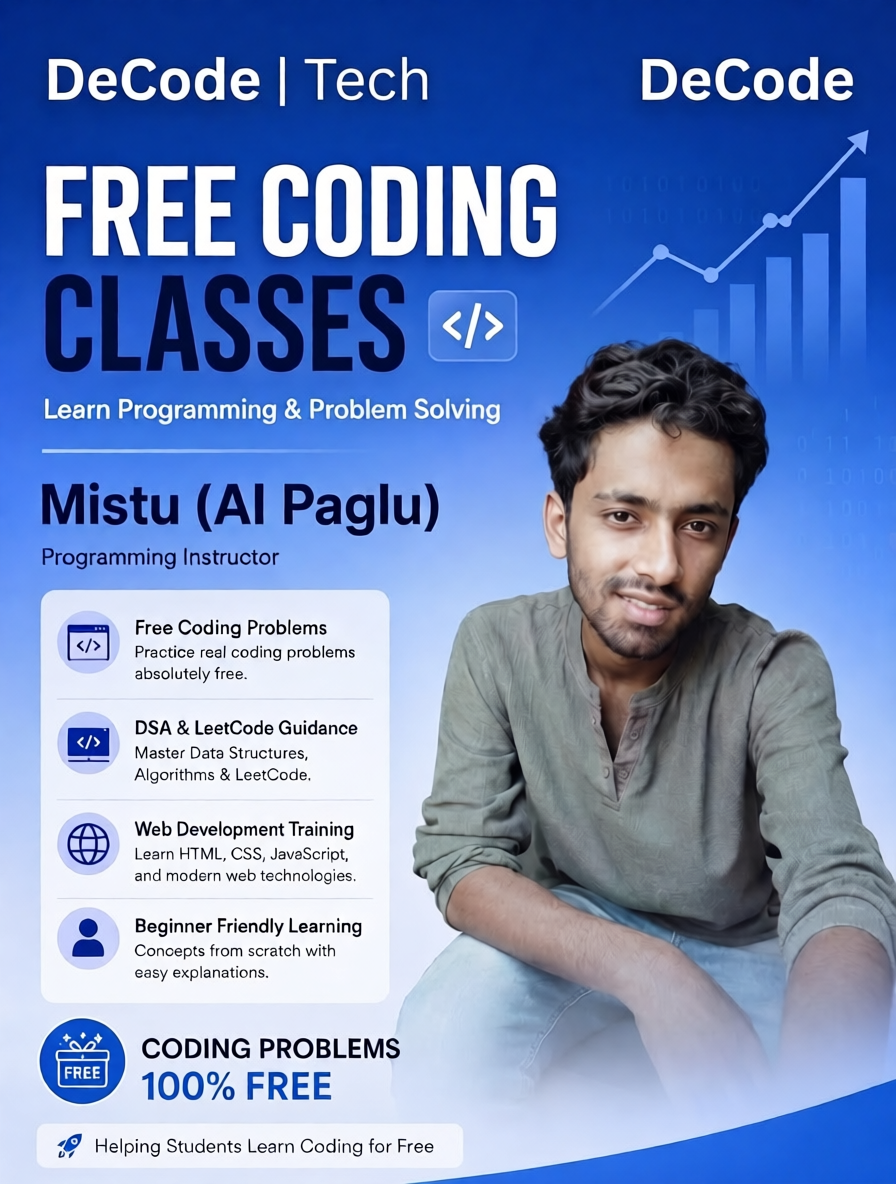 DeCode | Tech
DeCode
FREE CODING
CLASSES
</>
Learn Programming & Problem Solving
Mistu (Al Paglu)
Programming Instructor
</>
Free Coding Problems
Practice real coding problems
absolutely free.
</>
DSA & LeetCode Guidance
Master Data Structures,
Algorithms & LeetCode.
Web Development Training
Learn HTML, CSS, JavaScript,
and modern web technologies.
Beginner Friendly Learning
Concepts from scratch with
easy explanations.
FREE
CODING PROBLEMS
100% FREE
Helping Students Learn Coding for Free